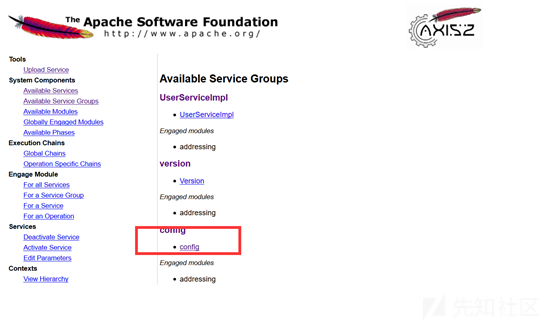 The Apache Software Foundation
http://www.apache.org/
AXIS2
Tools
Upload Service
System Components
Available Services
Available Service Groups
Available Modules
Globally Engaged Modules
Available Phases
Execution Chains
Global Chains
Operation Specific Chains
Engage Module
For all Services
For a Service Group
For a Service
For an Operation
Services
Deactivate Service
Activate Service
Edit Parameters
Contexts
View Hierarchy
Available Service Groups
UserServiceImpl
UserServiceImpl
Engaged modules
addressing
version
Version
Engaged modules
addressing
config
config
Engaged modules
addressing
先知社区